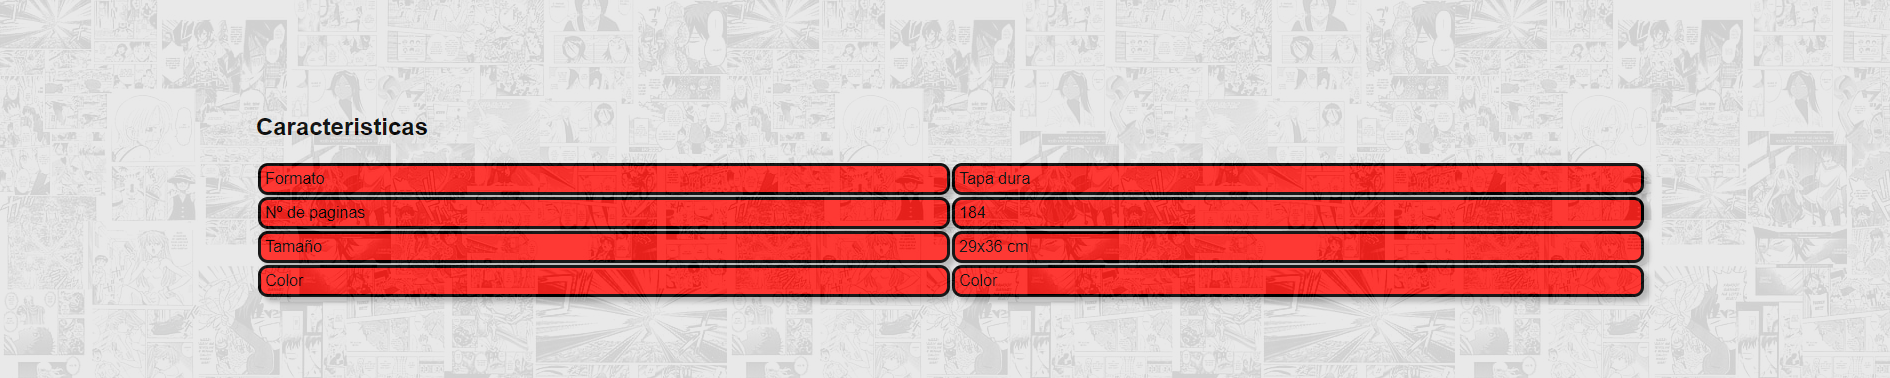 Caracteristicas
Formato Tapa dura
Nº de paginas 184
Tamaño 29x36 cm
Color Color